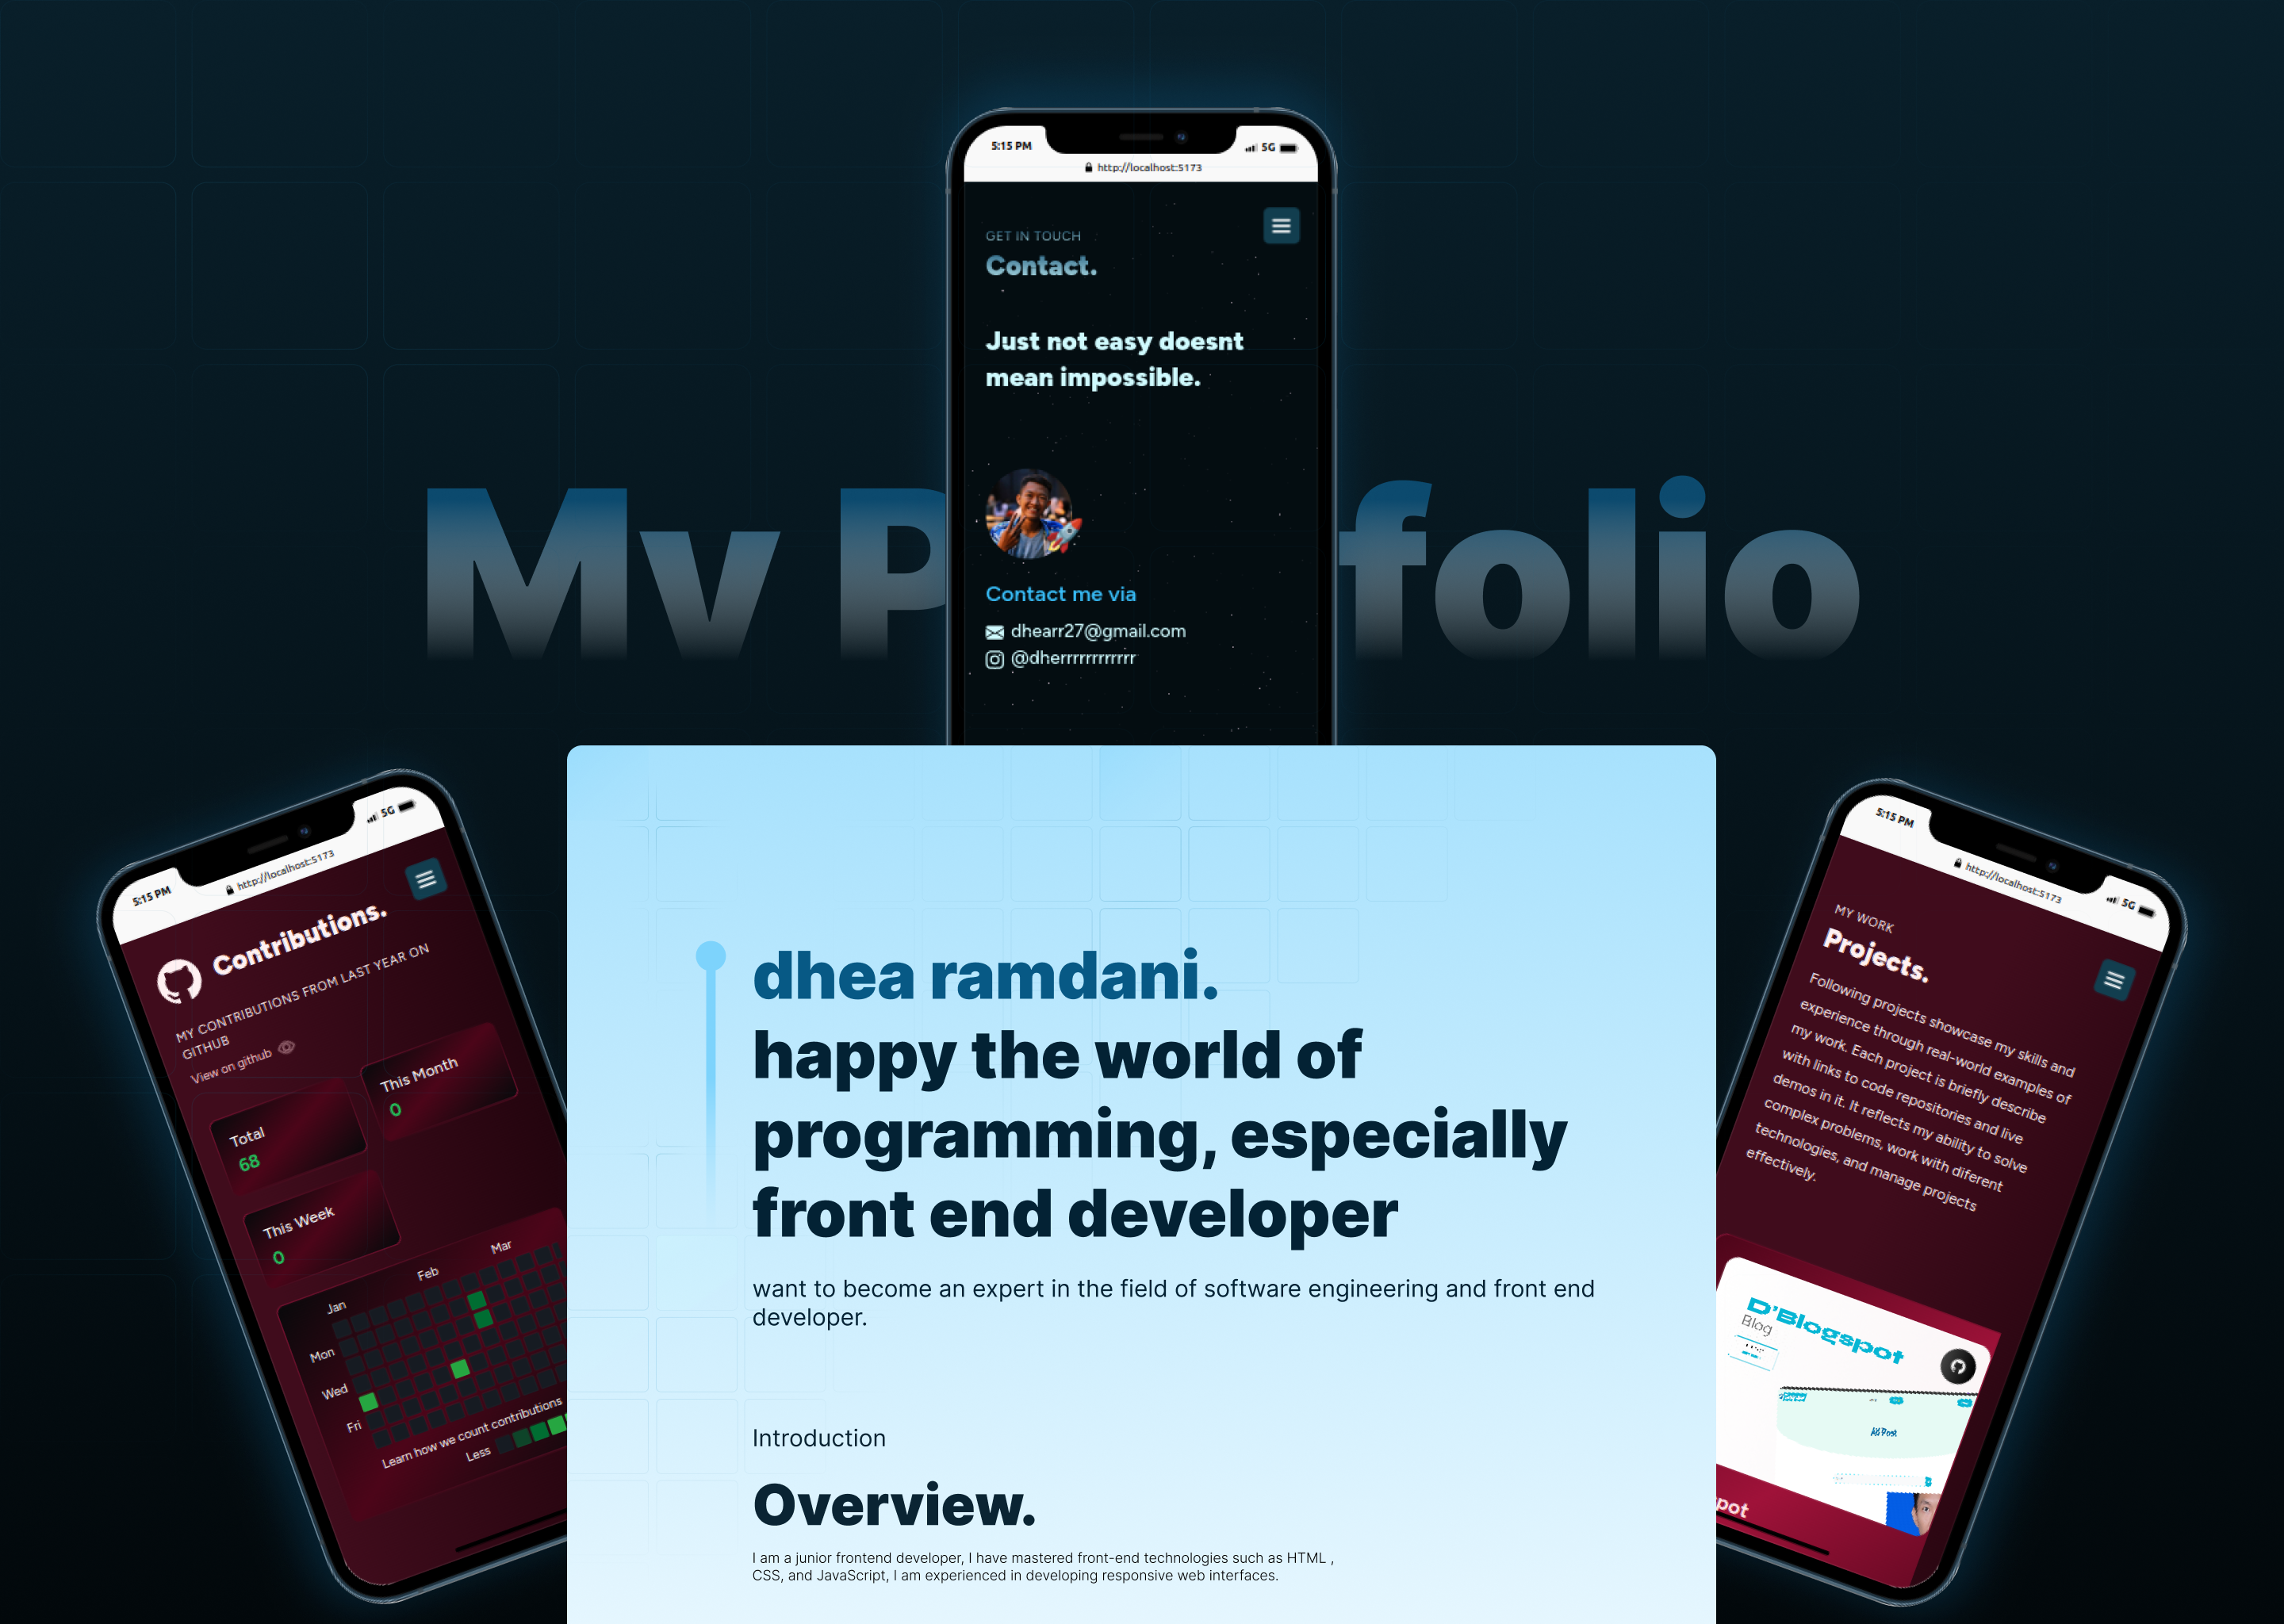 My P
folio
5:15 PM
5G
http://localhost:5173
GET IN TOUCH
Contact.
Just not easy doesnt
mean impossible.
Contact me via
dhearr27@gmail.com
@dherrrrrrrrrrrr
5:15 PM
5G
http://localhost:5173
Contributions.
MY CONTRIBUTIONS FROM LAST YEAR ON
GITHUB
View on github
Total
68
This Month
0
This Week
0
Jan
Feb
Mar
Mon
Wed
Fri
Learn how we count contributions
Less
dhea ramdani.
happy the world of
programming, especially
front end developer
want to become an expert in the field of software engineering and front end
developer.
Introduction
Overview.
I am a junior frontend developer, I have mastered front-end technologies such as HTML ,
CSS, and JavaScript, I am experienced in developing responsive web interfaces.
5:15 PM
5G
http://localhost:5173
MY WORK
Projects.
Following projects showcase my skills and
experience through real-world examples of
my work. Each project is briefly describe
with links to code repositories and live
demos in it. It reflects my ability to solve
complex problems, work with diferent
technologies, and manage projects
effectively.
D'Blogspot
Blog
All Post
pot